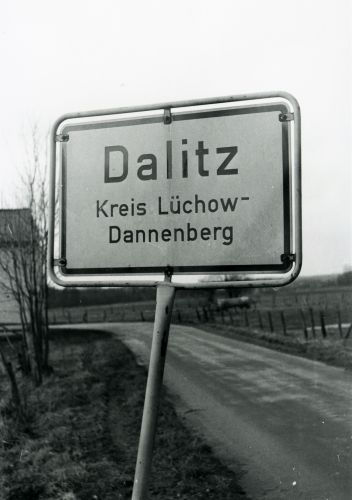 Dalitz
Kreis Lüchow-
Dannenberg